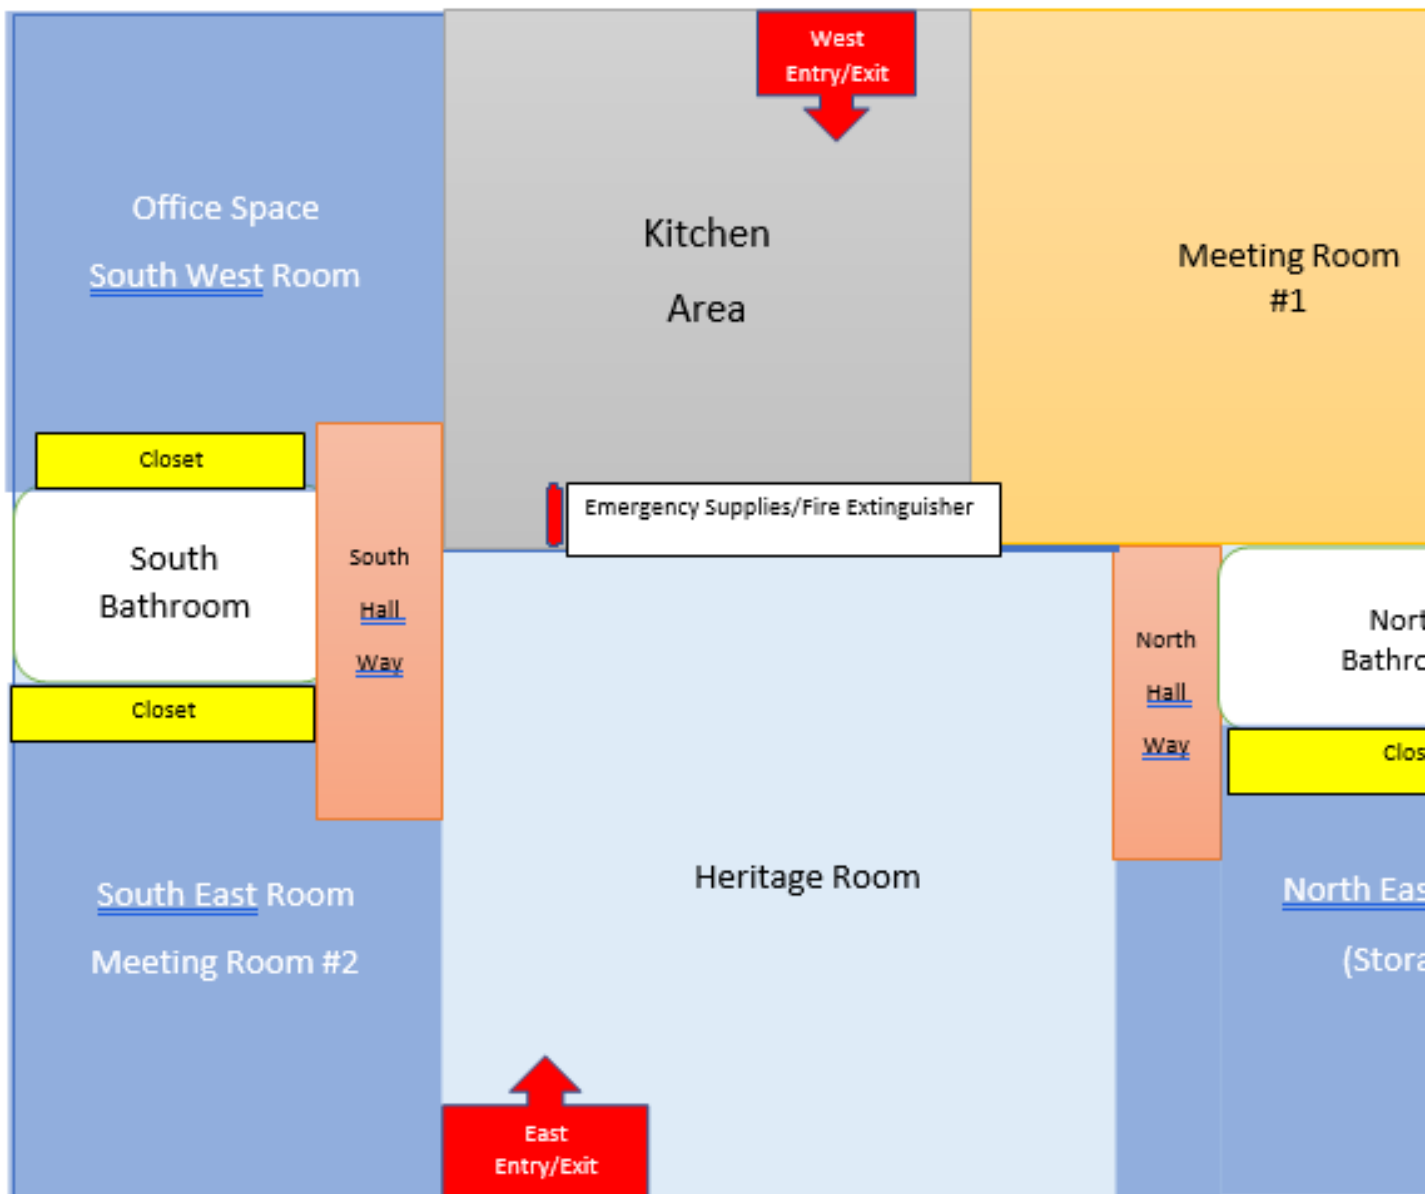 West
Entry/Exit
Office Space
South West Room
Kitchen
Area
Meeting Room
#1
Closet
Emergency Supplies/Fire Extinguisher
South
Bathroom
South
Hall
Way
Closet
North
Hall
Way
Heritage Room
South East Room
Meeting Room #2
North
East
Entry/Exit